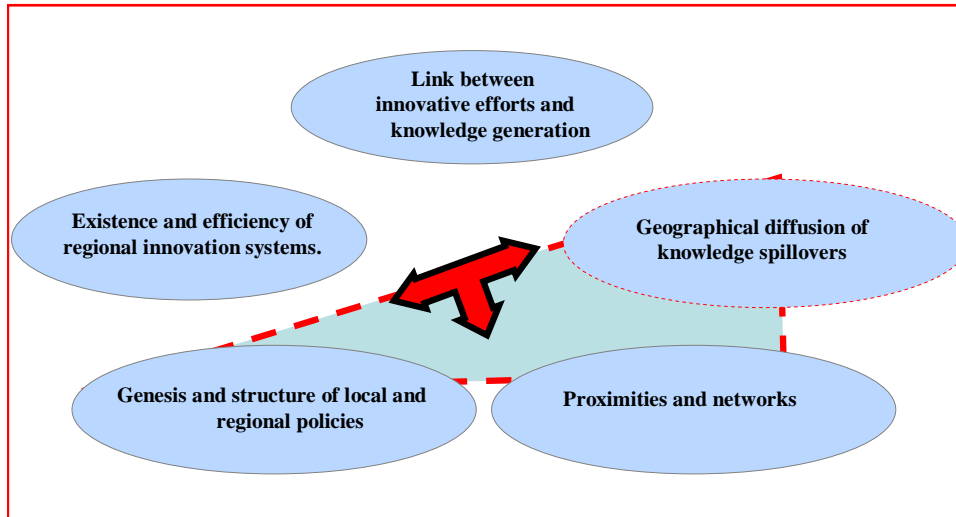 Link between
innovative efforts and
knowledge generation
Existence and efficiency of
regional innovation systems.
Geographical diffusion of
knowledge spillovers
Genesis and structure of local and
regional policies
Proximities and networks